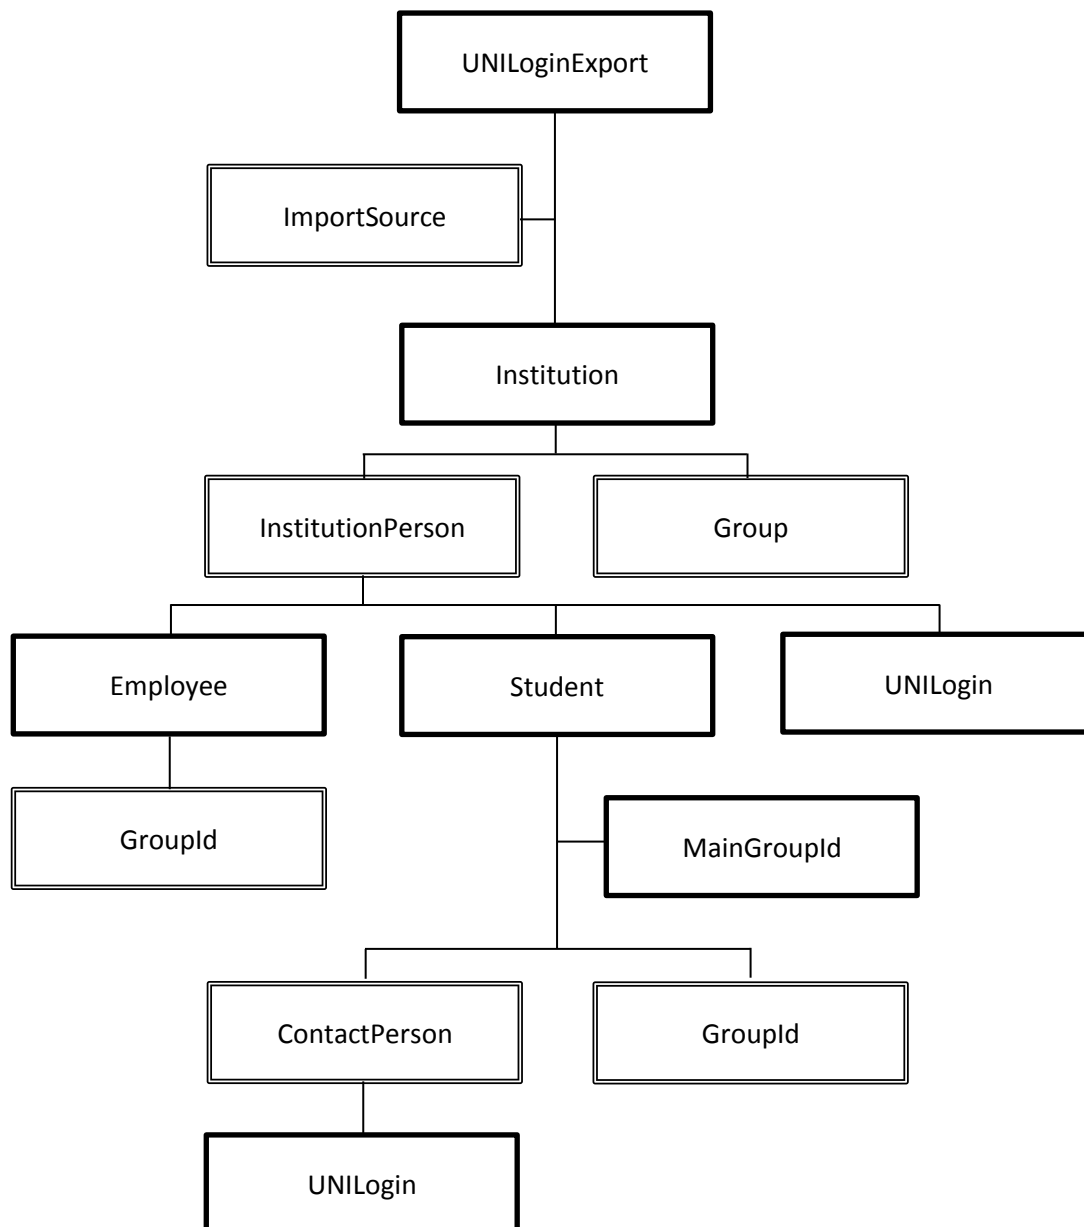 UNILoginExport
ImportSource
Institution
InstitutionPerson
Group
Employee
Student
UNILogin
GroupId
MainGroupId
ContactPerson
GroupId
UNILogin